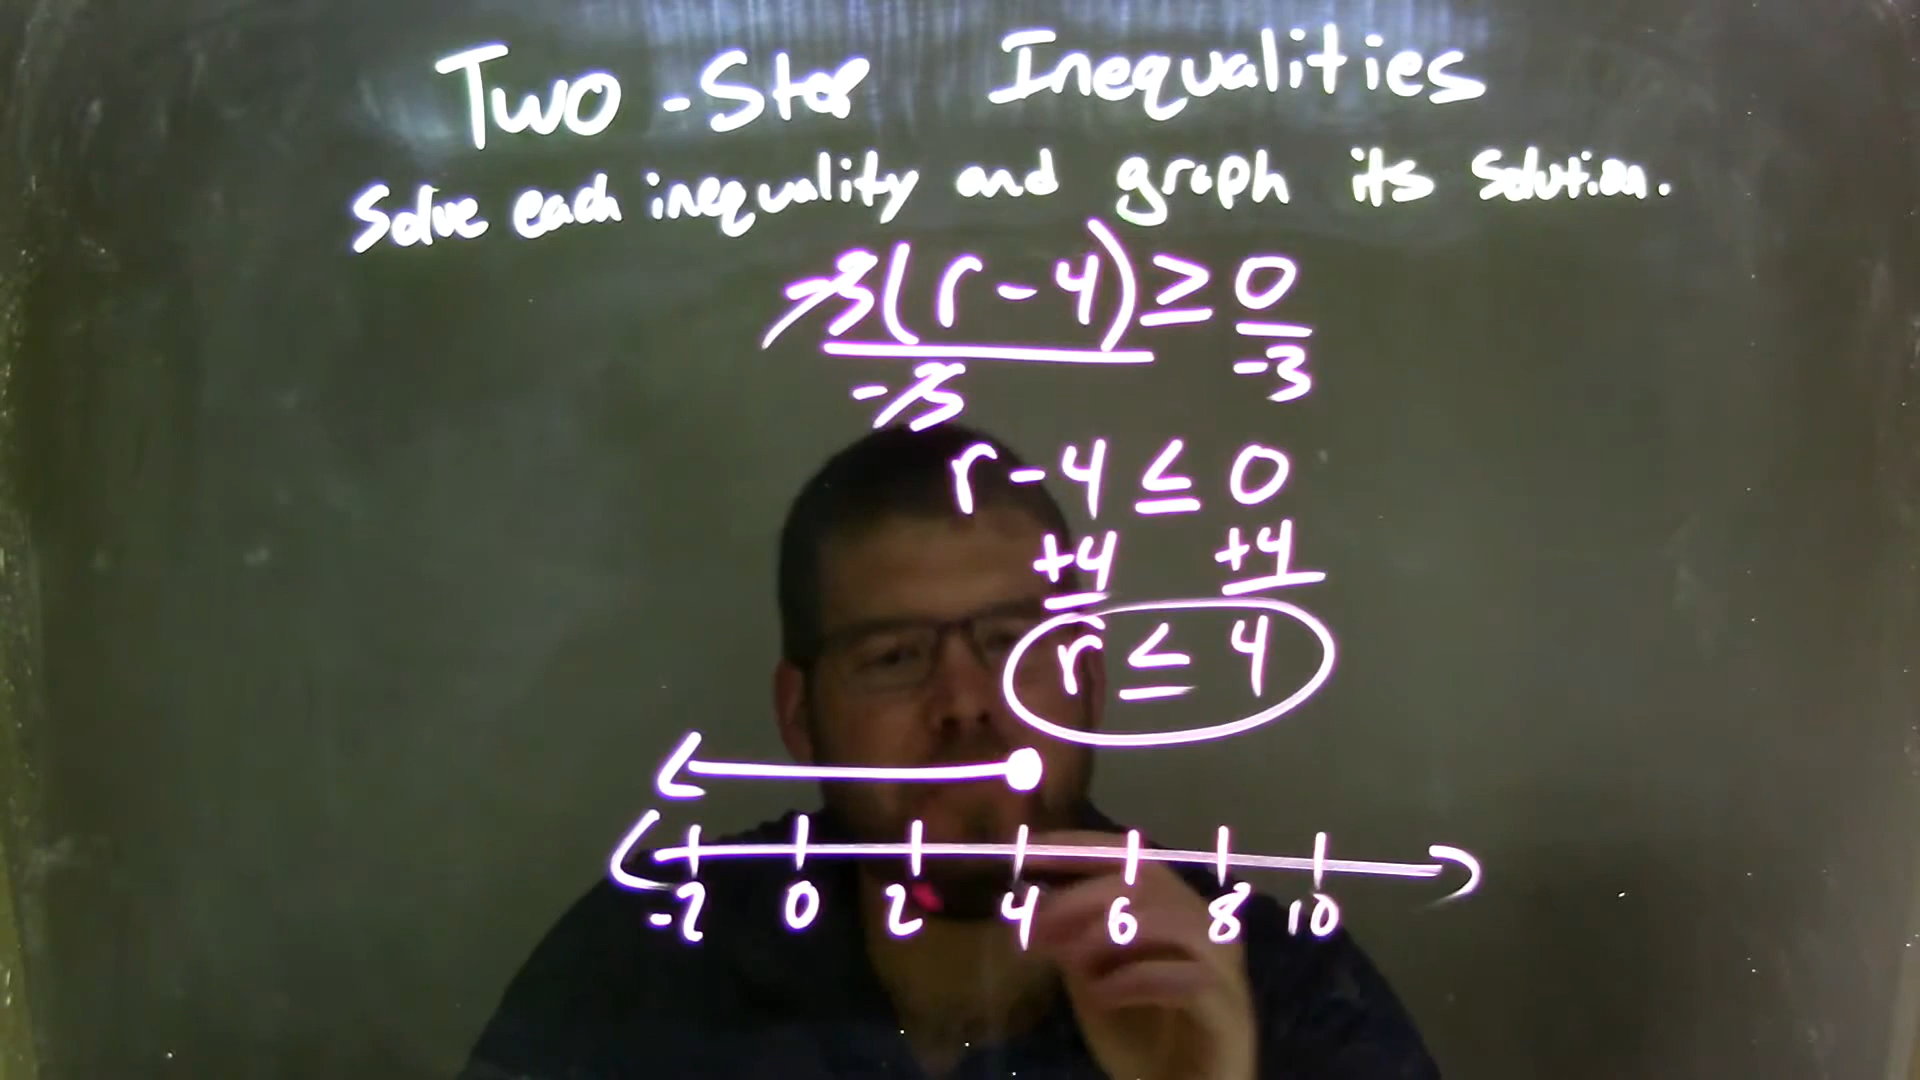 Two-Step Inequalities
Solve each inequality and graph its solution.
-3(r-4) ≥ 0
-3 -3
r-4 ≤ 0
+4 +4
r ≤ 4
-2 0 2 4 6 8 10